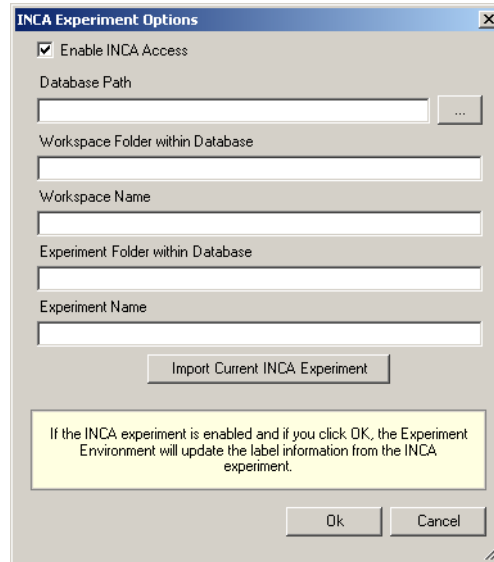 INCA Experiment Options
Enable INCA Access
Database Path
...
Workspace Folder within Database
Workspace Name
Experiment Folder within Database
Experiment Name
Import Current INCA Experiment
If the INCA experiment is enabled and if you click OK, the Experiment
Environment will update the label information from the INCA
experiment.
Ok Cancel